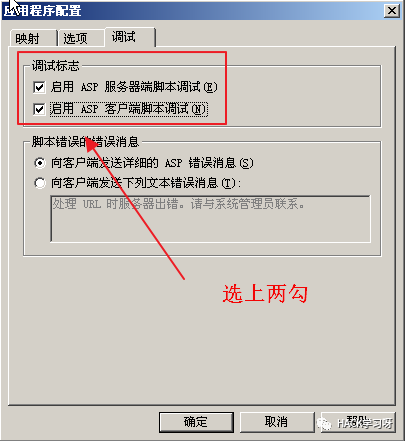 应用程序配置
映射
选项
调试
调试标志
启用 ASP 服务器端脚本调试(E)
启用 ASP 客户端脚本调试(N)
脚本错误的错误消息
向客户端发送详细的 ASP 错误消息(S)
向客户端发送下列文本错误消息(T):
处理 URL 时服务器出错。请与系统管理员联系。
选上两勾
确定
取消
帮助
HACK学习呀